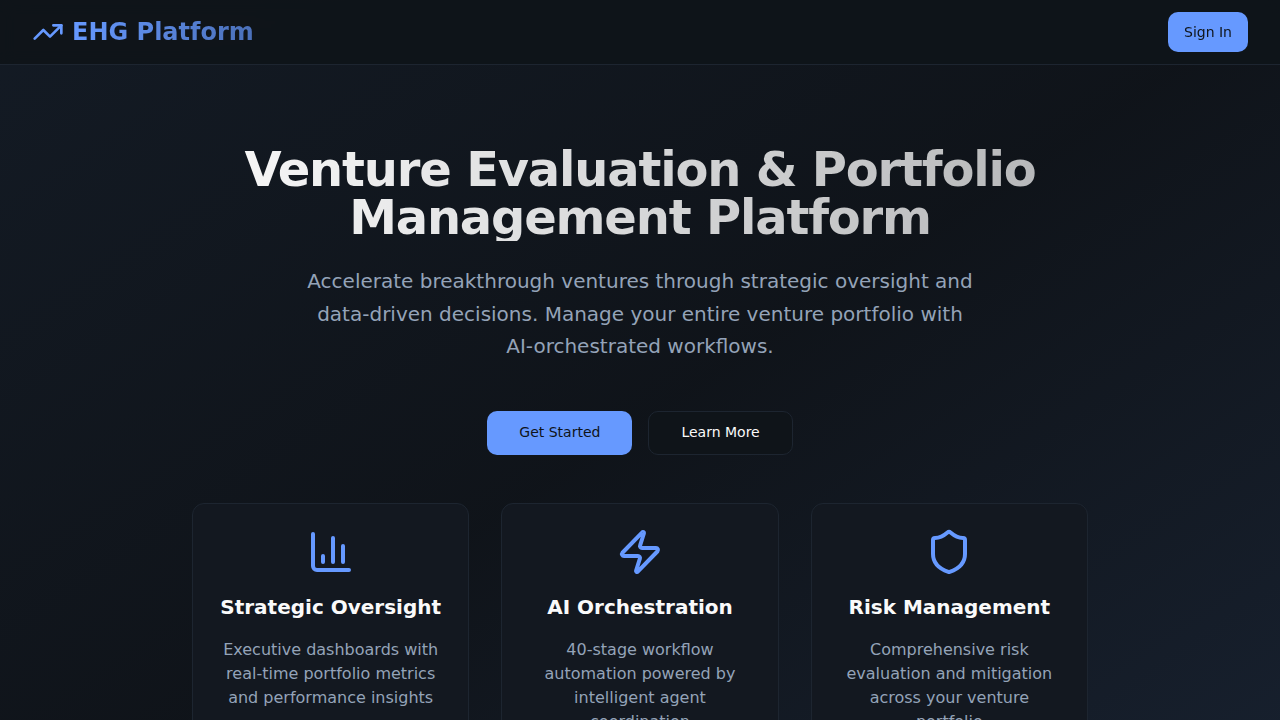 EHG Platform
Sign In
Venture Evaluation & Portfolio
Management Platform
Accelerate breakthrough ventures through strategic oversight and
data-driven decisions. Manage your entire venture portfolio with
AI-orchestrated workflows.
Get Started
Learn More
Strategic Oversight
Executive dashboards with
real-time portfolio metrics
and performance insights
AI Orchestration
40-stage workflow
automation powered by
intelligent agent
coordination
Risk Management
Comprehensive risk
evaluation and mitigation
across your venture
portfolio